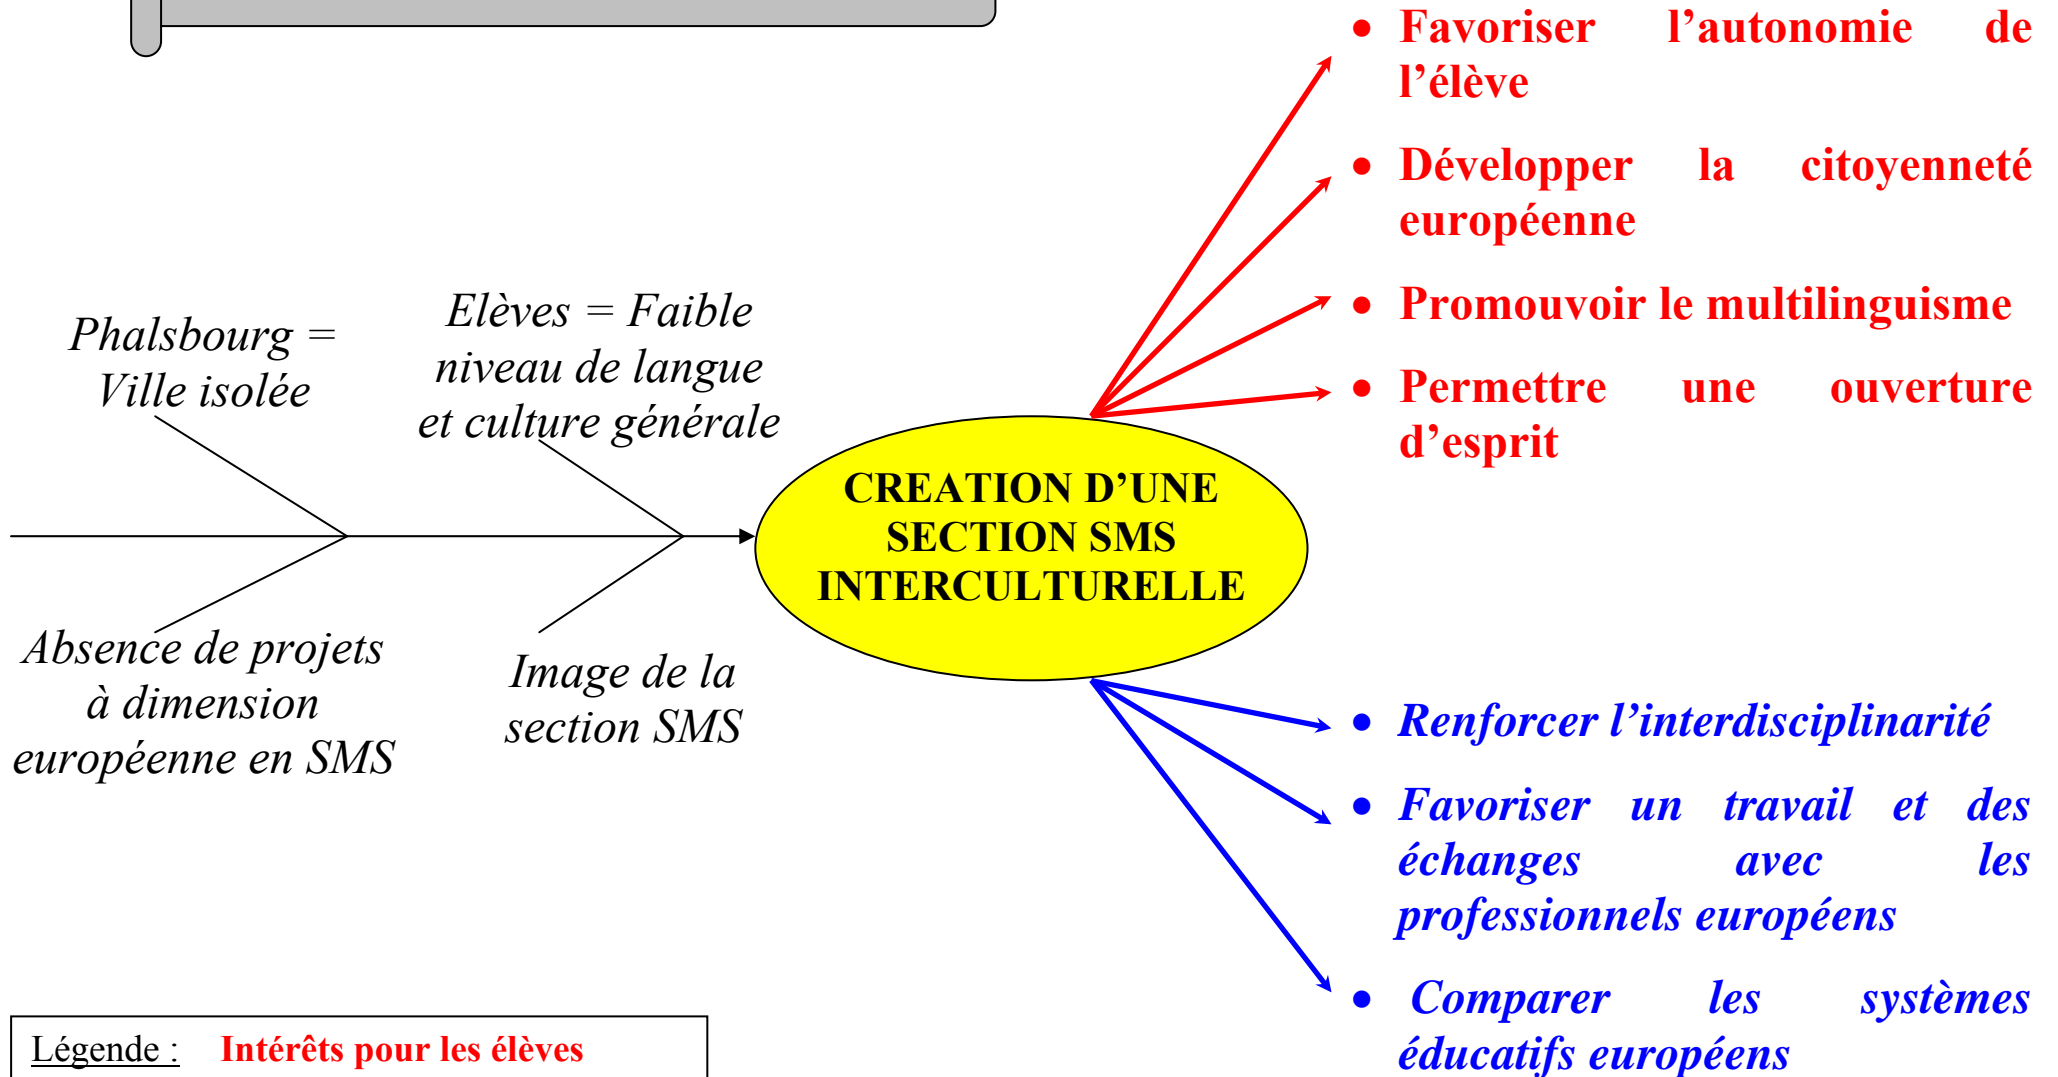 Favoriser l'autonomie de
l'élève
Développer la citoyenneté
européenne
Promouvoir le multilinguisme
Permettre une ouverture
d'esprit
Phalsbourg =
Ville isolée
Elèves = Faible
niveau de langue
et culture générale
CREATION D'UNE
SECTION SMS
INTERCULTURELLE
Absence de projets
à dimension
européenne en SMS
Image de la
section SMS
Renforcer l'interdisciplinarité
Favoriser un travail et des
échanges avec les
professionnels européens
Comparer les systèmes
éducatifs européens
Légende : Intérêts pour les élèves